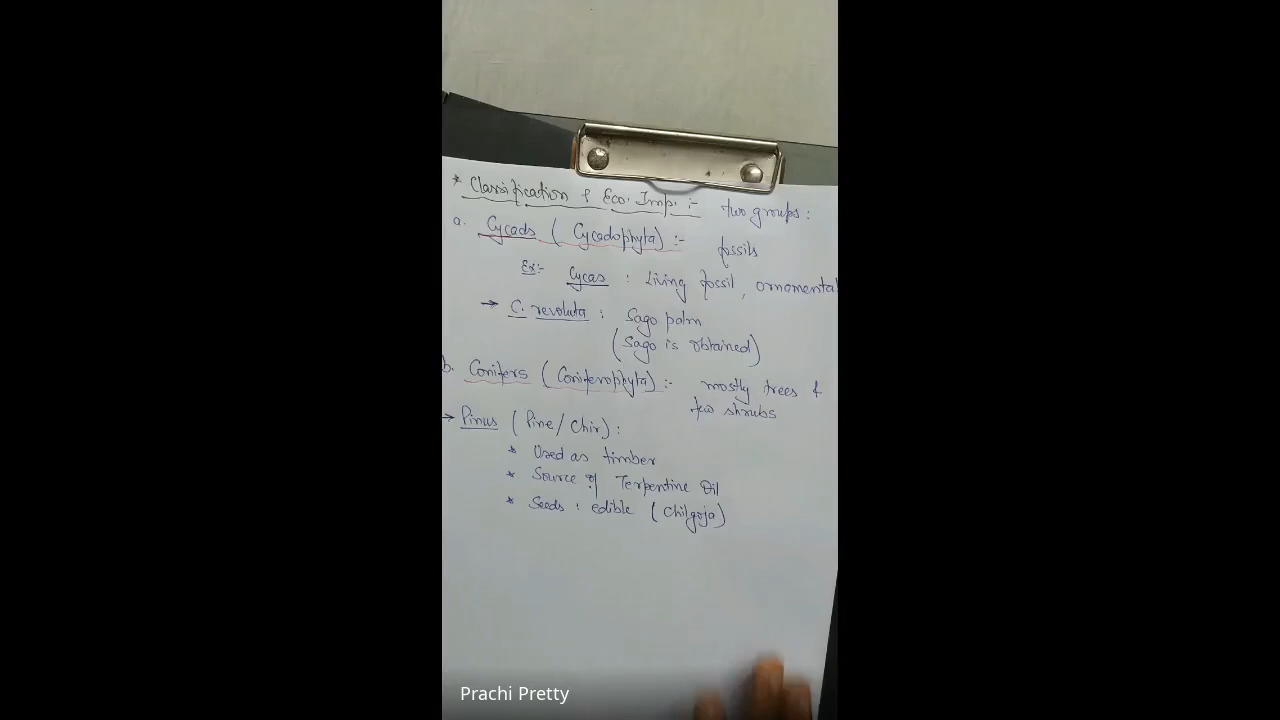 * Classification & Eco. Imp. :- two groups :
a. Cycads ( Cycadophyta) :- fossils
Ex:- Cycas : Living fossil, ornamental
→ C. revoluta : Sago palm
(Sago is obtained)
b. Conifers ( Coniferophyta) :- mostly trees &
few shrubs
→ Pinus ( Pine/ Chir) :
* Used as timber
* Source of Terpentine Oil
* Seeds : edible ( Chilgoja)
Prachi Pretty